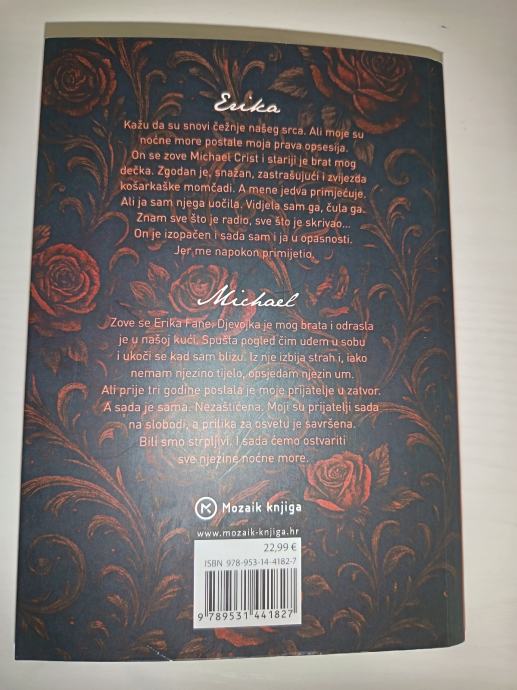 Erika
Kažu da su snovi čežnje našeg srca. Ali moje su
noćne more postale moja prava opsesija.
On se zove Michael Crist i stariji je brat mog
dečka. Zgodan je, snažan, zastrašujući i zvijezda
košarkaške momčadi. A mene jedva primjećuje.
Ali ja sam njega uočila. Vidjela sam ga, čula ga.
Znam sve što je radio, sve što je skrivao...
On je izopačen i sada sam i ja u opasnosti.
Jer me napokon primijetio.
Michael
Zove se Erika Fane. Djevojka je mog brata i odrasla
je u našoj kući. Spušta pogled čim uđem u sobu
i ukoči se kad sam blizu. Iz nje izbija strah i, iako
nemam njezino tijelo, opsjedam njezin um.
Ali prije tri godine poslala je moje prijatelje u zatvor.
A sada je sama. Nezaštićena. Moji su prijatelji sada
na slobodi, a prilika za osvetu je savršena.
Bili smo strpljivi. I sada ćemo ostvariti
sve njezine noćne more.
Mozaik knjiga
www.mozaik-knjiga.hr
22,99 €
ISBN 978-953-14-4182-7
9 789531 441827